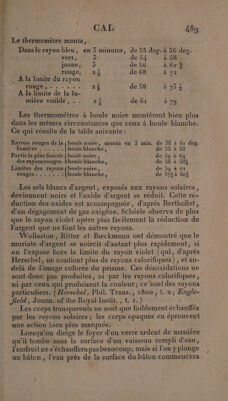 CAL 489
Le thermomètre monta,
Dans le rayon bleu, en 3 minutes, de 55 deg. à 56 deg.
vert, 3 de 54 à 58
jaune, 3 de 56 à 62
rouge, 2½ de 68 à 72
A la limite du rayon
rouge, . . . . . . . 2½ de 58 à 73½
A la limite de la lu-
mière visible, . . 2½ de 61 à 79
Les thermomètres à boule noire montèrent bien plus
dans les mêmes circonstances que ceux à boule blanche.
Ce qui résulte de la table suivante :
Rayons rouges de la { boule noire, monta en 3 min. de 58 à 61 deg.
lumière . . . . { boule blanche, de 55 à 58
Partie la plus foncée { boule noire, de 59 à 64
des rayons rouges. { boule blanche, de 58 à 58½
Limites des rayons { boule noire, de 59 à 71
rouges. . . . . { boule blanche, de 57½ à 60½
Les sels blancs d'argent, exposés aux rayons solaires,
deviennent noirs et l'oxide d'argent se réduit. Cette ré-
duction des oxides est accompagnée, d'après Berthollet,
d'un dégagement de gaz oxigène. Schéele observa de plus
que le rayon violet opère plus facilement la réduction de
l'argent que ne font les autres rayons.
Wollaston, Ritter et Bockmann ont démontré que le
muriate d'argent se noircit d'autant plus rapidement, si
on l'expose hors la limite du rayon violet (qui, d'après
Herschel, ne contient plus de rayons calorifiques), et au-
delà de l'image colorée du prisme. Ces désoxidations ne
sont donc pas produites, ni par les rayons calorifiques,
ni par ceux qui produisent la couleur; ce sont des rayons
particuliers. (Herschel, Phil. Trans., 1800, t. 2; Engle-
field, Journ. of the Royal Instit., t. 1.)
Les corps transparents ne sont que foiblement échauffés
par les rayons solaires; les corps opaques en éprouvent
une action bien plus marquée.
Lorsqu'on dirige le foyer d'un verre ardent de manière
qu'il tombe sous la surface d'un vaisseau rempli d'eau,
l'endroit ne s'échauffera pas beaucoup, mais si l'on y plonge
un bâton, l'eau près de la surface du bâton commencera